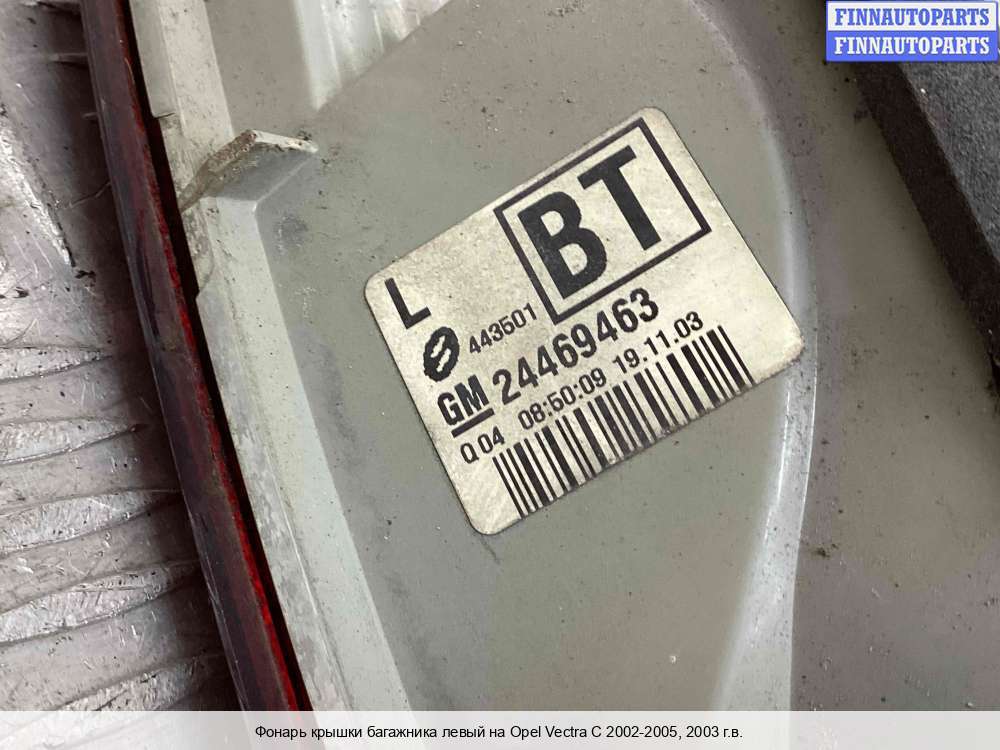 FINNAUTOPARTS
FINNAUTOPARTS
BT
L
443501
GM 24469463
Q 04 08:50:09 19.11.03
Фонарь крышки багажника левый на Opel Vectra C 2002-2005, 2003 г.в.